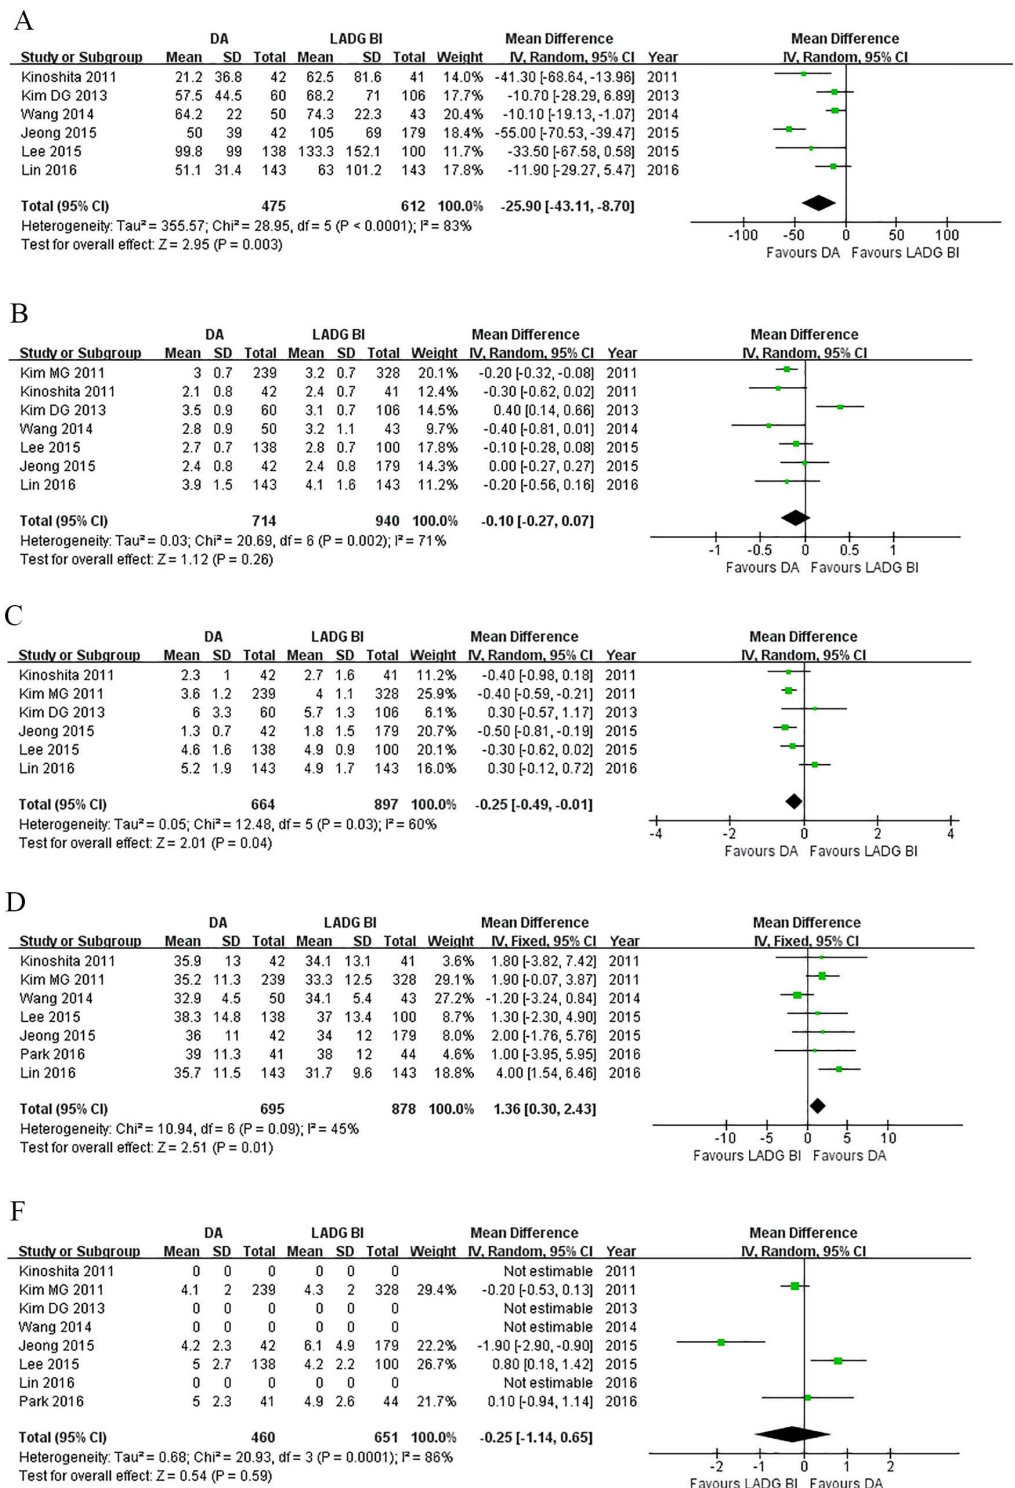 A
DA LADG BI Mean Difference Mean Difference
Study or Subgroup Mean SD Total Mean SD Total Weight IV, Random, 95% CI Year IV, Random, 95% CI
Kinoshita 2011 21.2 36.8 42 62.5 81.6 41 14.0% -41.30 [-68.64, -13.96] 2011
Kim DG 2013 57.5 44.5 60 68.2 71 106 17.7% -10.70 [-28.29, 6.89] 2013
Wang 2014 64.2 22 50 74.3 22.3 43 20.4% -10.10 [-19.13, -1.07] 2014
Jeong 2015 50 39 42 105 69 179 18.4% -55.00 [-70.53, -39.47] 2015
Lee 2015 99.8 99 138 133.3 152.1 100 11.7% -33.50 [-67.58, 0.58] 2015
Lin 2016 51.1 31.4 143 63 101.2 143 17.8% -11.90 [-29.27, 5.47] 2016
Total (95% CI) 475 612 100.0% -25.90 [-43.11, -8.70]
Heterogeneity: Tau² = 355.57; Chi² = 28.95, df = 5 (P < 0.0001); I² = 83%
Test for overall effect: Z = 2.95 (P = 0.003)
-100 -50 0 50 100
Favours DA Favours LADG BI
B
DA LADG BI Mean Difference Mean Difference
Study or Subgroup Mean SD Total Mean SD Total Weight IV, Random, 95% CI Year IV, Random, 95% CI
Kim MG 2011 3 0.7 239 3.2 0.7 328 20.1% -0.20 [-0.32, -0.08] 2011
Kinoshita 2011 2.1 0.8 42 2.4 0.7 41 12.4% -0.30 [-0.62, 0.02] 2011
Kim DG 2013 3.5 0.9 60 3.1 0.7 106 14.5% 0.40 [0.14, 0.66] 2013
Wang 2014 2.8 0.9 50 3.2 1.1 43 9.7% -0.40 [-0.81, 0.01] 2014
Lee 2015 2.7 0.7 138 2.8 0.7 100 17.8% -0.10 [-0.28, 0.08] 2015
Jeong 2015 2.4 0.8 42 2.4 0.8 179 14.3% 0.00 [-0.27, 0.27] 2015
Lin 2016 3.9 1.5 143 4.1 1.6 143 11.2% -0.20 [-0.56, 0.16] 2016
Total (95% CI) 714 940 100.0% -0.10 [-0.27, 0.07]
Heterogeneity: Tau² = 0.03; Chi² = 20.69, df = 6 (P = 0.002); I² = 71%
Test for overall effect: Z = 1.12 (P = 0.26)
-1 -0.5 0 0.5 1
Favours DA Favours LADG BI
C
DA LADG BI Mean Difference Mean Difference
Study or Subgroup Mean SD Total Mean SD Total Weight IV, Random, 95% CI Year IV, Random, 95% CI
Kinoshita 2011 2.3 1 42 2.7 1.6 41 11.2% -0.40 [-0.98, 0.18] 2011
Kim MG 2011 3.6 1.2 239 4 1.1 328 25.9% -0.40 [-0.59, -0.21] 2011
Kim DG 2013 6 3.3 60 5.7 1.3 106 6.1% 0.30 [-0.57, 1.17] 2013
Jeong 2015 1.3 0.7 42 1.8 1.5 179 20.7% -0.50 [-0.81, -0.19] 2015
Lee 2015 4.6 1.6 138 4.9 0.9 100 20.1% -0.30 [-0.62, 0.02] 2015
Lin 2016 5.2 1.9 143 4.9 1.7 143 16.0% 0.30 [-0.12, 0.72] 2016
Total (95% CI) 664 897 100.0% -0.25 [-0.49, -0.01]
Heterogeneity: Tau² = 0.05; Chi² = 12.48, df = 5 (P = 0.03); I² = 60%
Test for overall effect: Z = 2.01 (P = 0.04)
-4 -2 0 2 4
Favours DA Favours LADG BI
D
DA LADG BI Mean Difference Mean Difference
Study or Subgroup Mean SD Total Mean SD Total Weight IV, Fixed, 95% CI Year IV, Fixed, 95% CI
Kinoshita 2011 35.9 13 42 34.1 13.1 41 3.6% 1.80 [-3.82, 7.42] 2011
Kim MG 2011 35.2 11.3 239 33.3 12.5 328 29.1% 1.90 [-0.07, 3.87] 2011
Wang 2014 32.9 4.5 50 34.1 5.4 43 27.2% -1.20 [-3.24, 0.84] 2014
Lee 2015 38.3 14.8 138 37 13.4 100 8.7% 1.30 [-2.30, 4.90] 2015
Jeong 2015 36 11 42 34 12 179 8.0% 2.00 [-1.76, 5.76] 2015
Park 2016 39 11.3 41 38 12 44 4.6% 1.00 [-3.95, 5.95] 2016
Lin 2016 35.7 11.5 143 31.7 9.6 143 18.8% 4.00 [1.54, 6.46] 2016
Total (95% CI) 695 878 100.0% 1.36 [0.30, 2.43]
Heterogeneity: Chi² = 10.94, df = 6 (P = 0.09); I² = 45%
Test for overall effect: Z = 2.51 (P = 0.01)
-10 -5 0 5 10
Favours LADG BI Favours DA
F
DA LADG BI Mean Difference Mean Difference
Study or Subgroup Mean SD Total Mean SD Total Weight IV, Random, 95% CI Year IV, Random, 95% CI
Kinoshita 2011 0 0 0 0 0 0 Not estimable 2011
Kim MG 2011 4.1 2 239 4.3 2 328 29.4% -0.20 [-0.53, 0.13] 2011
Kim DG 2013 0 0 0 0 0 0 Not estimable 2013
Wang 2014 0 0 0 0 0 0 Not estimable 2014
Jeong 2015 4.2 2.3 42 6.1 4.9 179 22.2% -1.90 [-2.90, -0.90] 2015
Lee 2015 5 2.7 138 4.2 2.2 100 26.7% 0.80 [0.18, 1.42] 2015
Lin 2016 0 0 0 0 0 0 Not estimable 2016
Park 2016 5 2.3 41 4.9 2.6 44 21.7% 0.10 [-0.94, 1.14] 2016
Total (95% CI) 460 651 100.0% -0.25 [-1.14, 0.65]
Heterogeneity: Tau² = 0.68; Chi² = 20.93, df = 3 (P = 0.0001); I² = 86%
Test for overall effect: Z = 0.54 (P = 0.59)
-2 -1 0 1 2
Favours LADG BI Favours DA